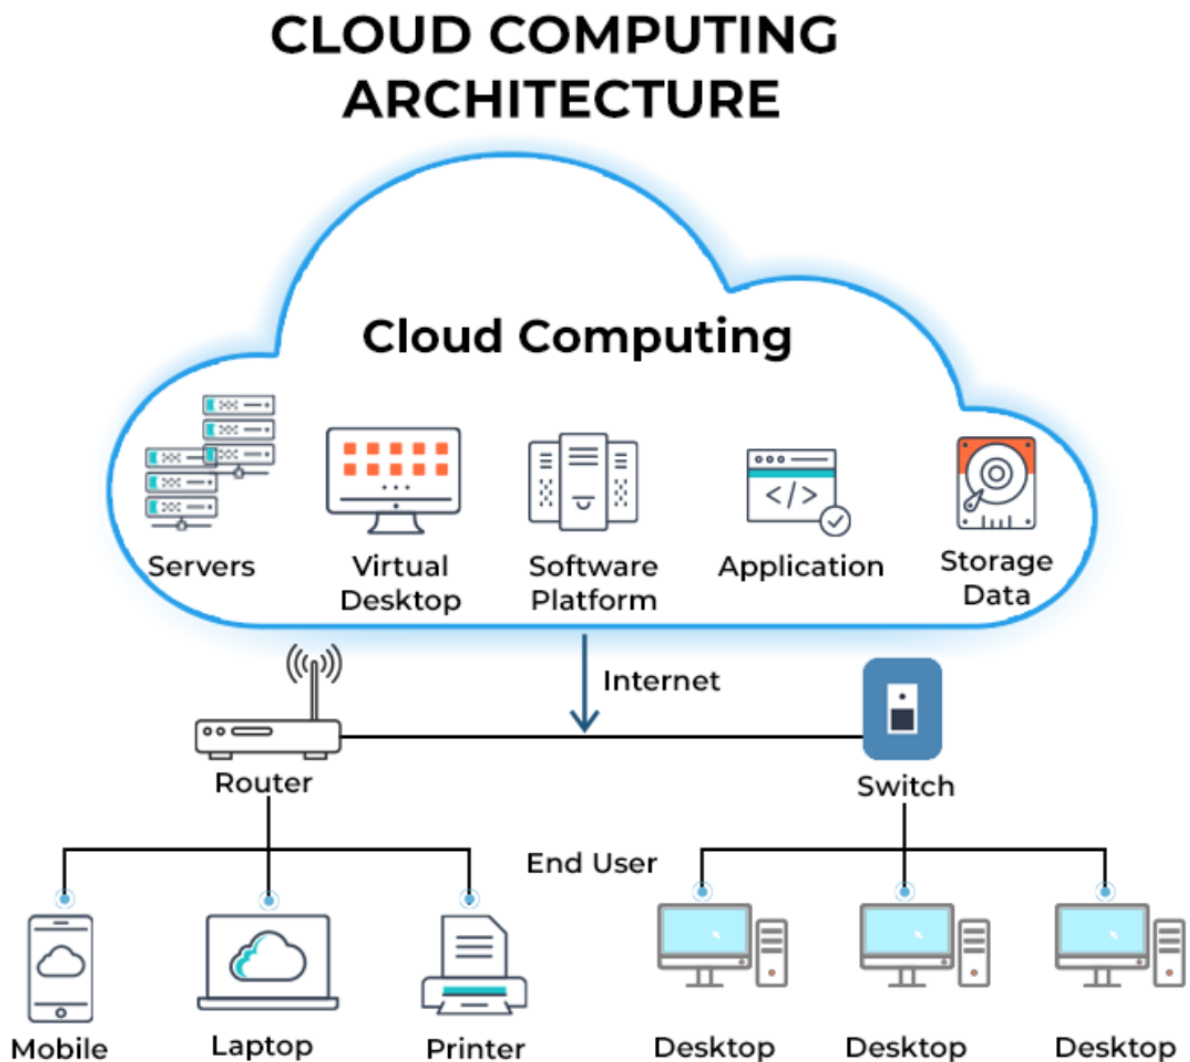 CLOUD COMPUTING
ARCHITECTURE
Cloud Computing
Servers
Virtual
Desktop
Software
Platform
Application
Storage
Data
Internet
Router
Switch
End User
Mobile
Laptop
Printer
Desktop
Desktop
Desktop